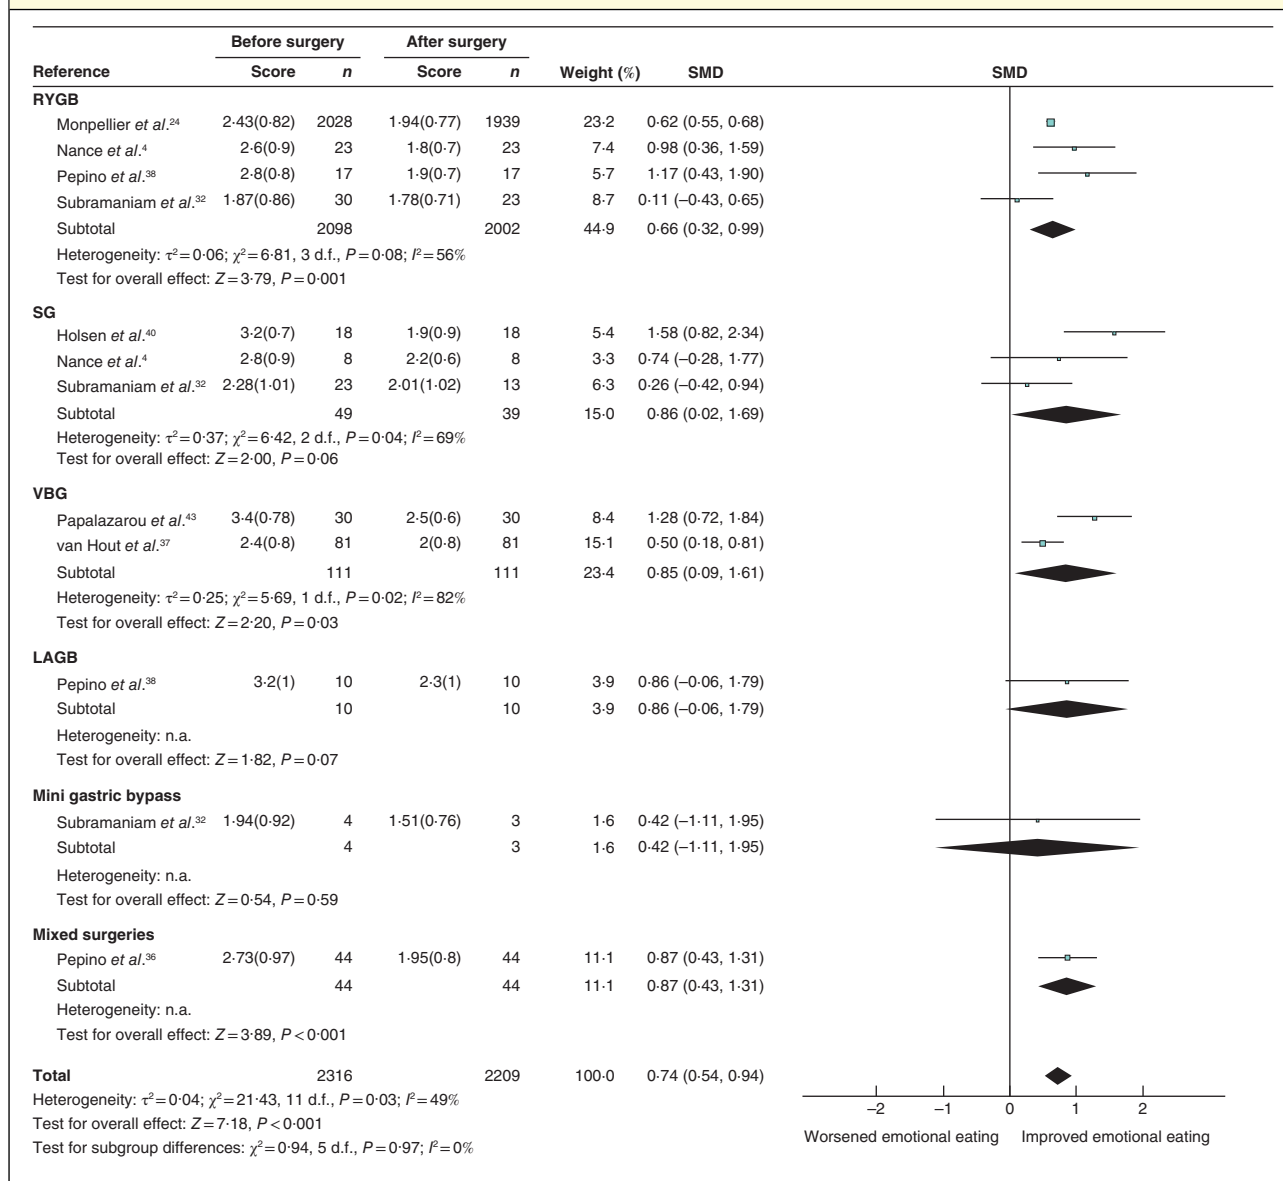 Before surgery After surgery
Reference Score n Score n Weight (%) SMD SMD
RYGB
Monpellier et al.24 2·43(0·82) 2028 1·94(0·77) 1939 23·2 0·62 (0·55, 0·68)
Nance et al.4 2·6(0·9) 23 1·8(0·7) 23 7·4 0·98 (0·36, 1·59)
Pepino et al.38 2·8(0·8) 17 1·9(0·7) 17 5·7 1·17 (0·43, 1·90)
Subramaniam et al.32 1·87(0·86) 30 1·78(0·71) 23 8·7 0·11 (−0·43, 0·65)
Subtotal 2098 2002 44·9 0·66 (0·32, 0·99)
Heterogeneity: τ²=0·06; χ²=6·81, 3 d.f., P=0·08; I²=56%
Test for overall effect: Z=3·79, P=0·001
SG
Holsen et al.40 3·2(0·7) 18 1·9(0·9) 18 5·4 1·58 (0·82, 2·34)
Nance et al.4 2·8(0·9) 8 2·2(0·6) 8 3·3 0·74 (−0·28, 1·77)
Subramaniam et al.32 2·28(1·01) 23 2·01(1·02) 13 6·3 0·26 (−0·42, 0·94)
Subtotal 49 39 15·0 0·86 (0·02, 1·69)
Heterogeneity: τ²=0·37; χ²=6·42, 2 d.f., P=0·04; I²=69%
Test for overall effect: Z=2·00, P=0·06
VBG
Papalazarou et al.43 3·4(0·78) 30 2·5(0·6) 30 8·4 1·28 (0·72, 1·84)
van Hout et al.37 2·4(0·8) 81 2(0·8) 81 15·1 0·50 (0·18, 0·81)
Subtotal 111 111 23·4 0·85 (0·09, 1·61)
Heterogeneity: τ²=0·25; χ²=5·69, 1 d.f., P=0·02; I²=82%
Test for overall effect: Z=2·20, P=0·03
LAGB
Pepino et al.38 3·2(1) 10 2·3(1) 10 3·9 0·86 (−0·06, 1·79)
Subtotal 10 10 3·9 0·86 (−0·06, 1·79)
Heterogeneity: n.a.
Test for overall effect: Z=1·82, P=0·07
Mini gastric bypass
Subramaniam et al.32 1·94(0·92) 4 1·51(0·76) 3 1·6 0·42 (−1·11, 1·95)
Subtotal 4 3 1·6 0·42 (−1·11, 1·95)
Heterogeneity: n.a.
Test for overall effect: Z=0·54, P=0·59
Mixed surgeries
Pepino et al.36 2·73(0·97) 44 1·95(0·8) 44 11·1 0·87 (0·43, 1·31)
Subtotal 44 44 11·1 0·87 (0·43, 1·31)
Heterogeneity: n.a.
Test for overall effect: Z=3·89, P<0·001
Total 2316 2209 100·0 0·74 (0·54, 0·94)
Heterogeneity: τ²=0·04; χ²=21·43, 11 d.f., P=0·03; I²=49%
Test for overall effect: Z=7·18, P<0·001
Test for subgroup differences: χ²=0·94, 5 d.f., P=0·97; I²=0%
−2 −1 0 1 2
Worsened emotional eating Improved emotional eating